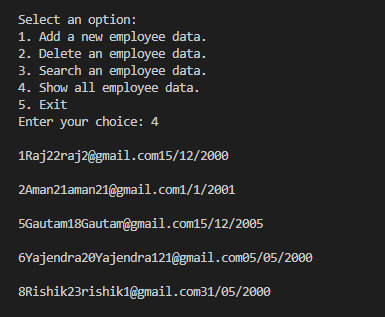 Select an option:
1. Add a new employee data.
2. Delete an employee data.
3. Search an employee data.
4. Show all employee data.
5. Exit
Enter your choice: 4
1Raj22raj2@gmail.com15/12/2000
2Aman21aman21@gmail.com1/1/2001
5Gautam18Gautam@gmail.com15/12/2005
6Yajendra20Yajendra121@gmail.com05/05/2000
8Rishik23rishik1@gmail.com31/05/2000